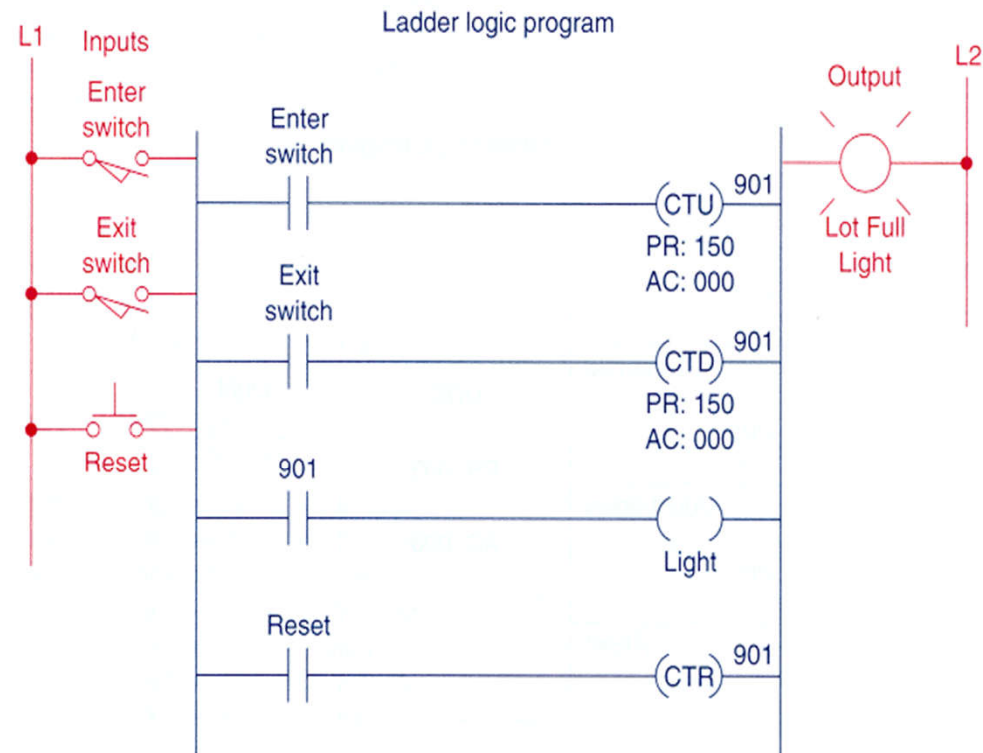 Ladder logic program
L1
Inputs
L2
Output
Enter
switch
Enter
switch
901
CTU
PR: 150
AC: 000
Lot Full
Light
Exit
switch
Exit
switch
901
CTD
PR: 150
AC: 000
Reset
901
Light
Reset
901
CTR